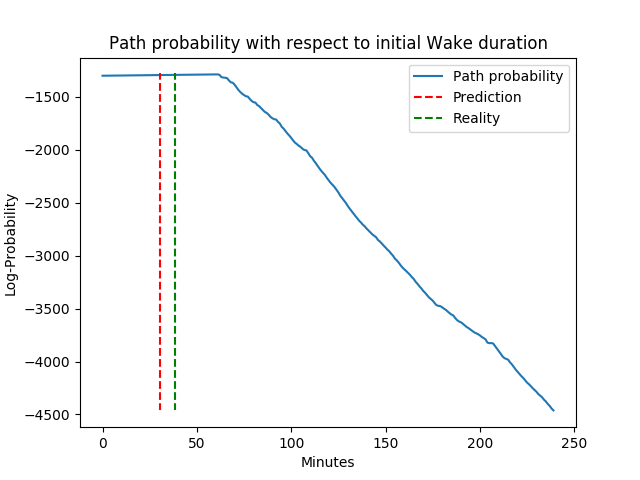 Path probability with respect to initial Wake duration
Path probability
Prediction
Reality
Log-Probability
−1500
−2000
−2500
−3000
−3500
−4000
−4500
0 50 100 150 200 250
Minutes